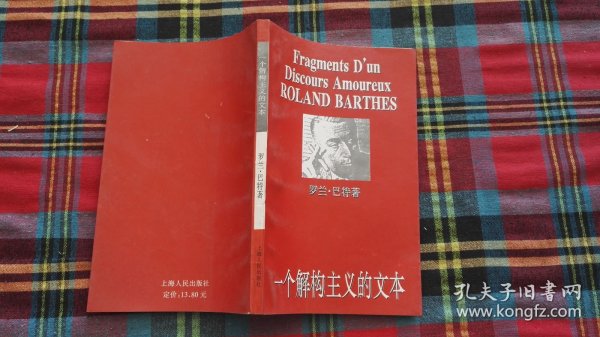 Fragments D'un
Discours Amoureux
ROLAND BARTHES
罗兰·巴特著
一个解构主义的文本
一个解构主义的文本
罗兰·巴特著
上海人民出版社
上海人民出版社
定价:13.80元
孔夫子旧书网